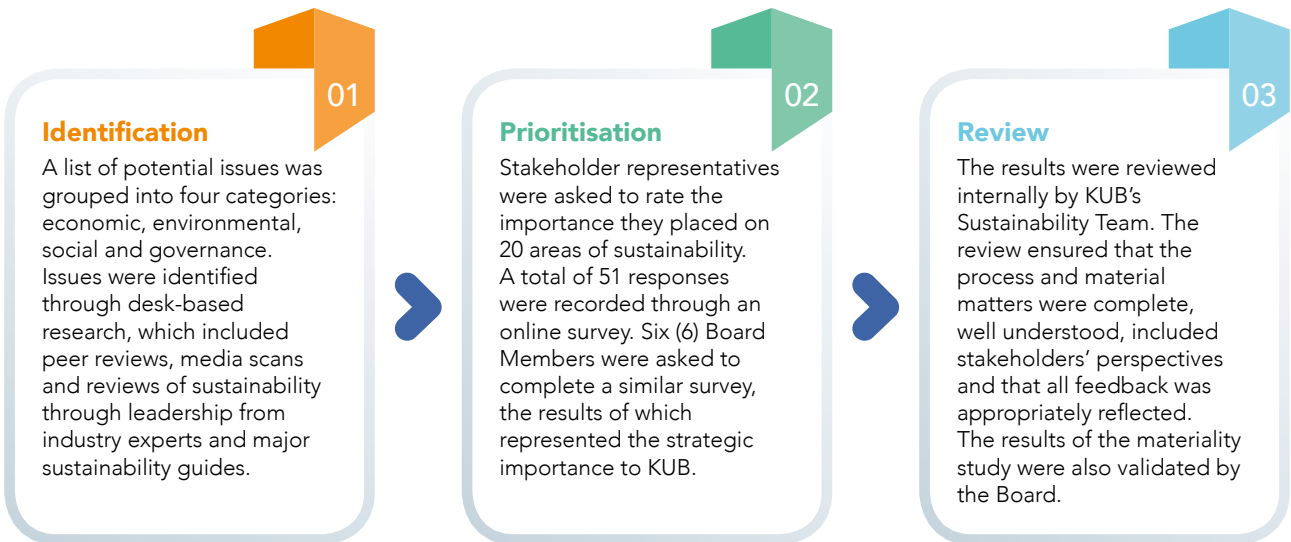 01
Identification
A list of potential issues was
grouped into four categories:
economic, environmental,
social and governance.
Issues were identified
through desk-based
research, which included
peer reviews, media scans
and reviews of sustainability
through leadership from
industry experts and major
sustainability guides.
02
Prioritisation
Stakeholder representatives
were asked to rate the
importance they placed on
20 areas of sustainability.
A total of 51 responses
were recorded through an
online survey. Six (6) Board
Members were asked to
complete a similar survey,
the results of which
represented the strategic
importance to KUB.
03
Review
The results were reviewed
internally by KUB’s
Sustainability Team. The
review ensured that the
process and material
matters were complete,
well understood, included
stakeholders’ perspectives
and that all feedback was
appropriately reflected.
The results of the materiality
study were also validated by
the Board.